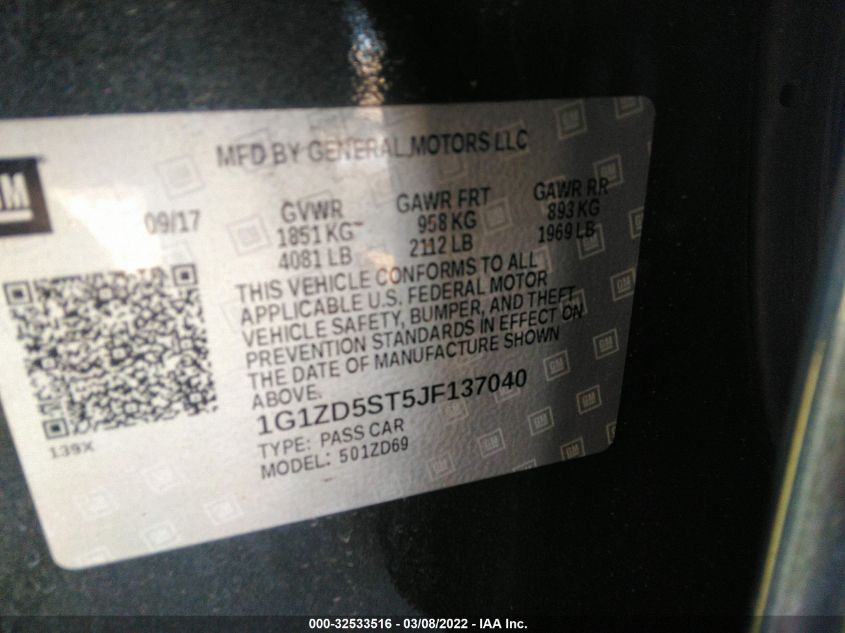 MFD BY GENERAL MOTORS LLC
GM
09/17
GVWR
1851 KG
4081 LB
GAWR FRT
958 KG
2112 LB
GAWR RR
893 KG
1969 LB
THIS VEHICLE CONFORMS TO ALL
APPLICABLE U.S. FEDERAL MOTOR
VEHICLE SAFETY, BUMPER, AND THEFT
PREVENTION STANDARDS IN EFFECT ON
THE DATE OF MANUFACTURE SHOWN
ABOVE.
1G1ZD5ST5JF137040
TYPE: PASS CAR
MODEL: 501ZD69
139X
000-32533516 - 03/08/2022 - IAA Inc.